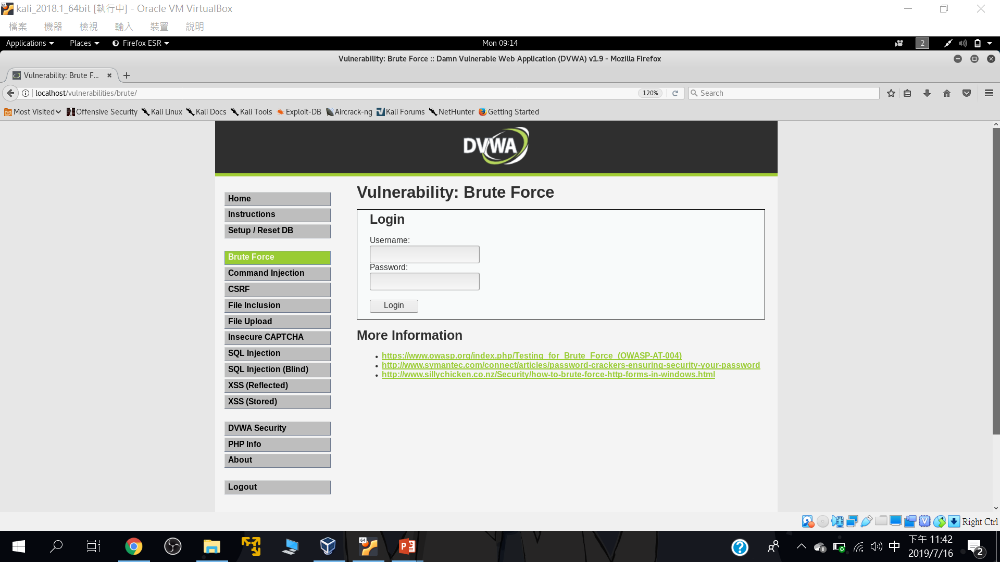 kali_2018.1_64bit [執行中] - Oracle VM VirtualBox
檔案 機器 檢視 輸入 裝置 說明
Applications Places Firefox ESR Mon 09:14 2
Vulnerability: Brute Force :: Damn Vulnerable Web Application (DVWA) v1.9 - Mozilla Firefox
Vulnerability: Brute F...
localhost/vulnerabilities/brute/ 120% Search
Most Visited Offensive Security Kali Linux Kali Docs Kali Tools Exploit-DB Aircrack-ng Kali Forums NetHunter Getting Started
DVWA
Home
Instructions
Setup / Reset DB
Brute Force
Command Injection
CSRF
File Inclusion
File Upload
Insecure CAPTCHA
SQL Injection
SQL Injection (Blind)
XSS (Reflected)
XSS (Stored)
DVWA Security
PHP Info
About
Logout
Vulnerability: Brute Force
Login
Username:
Password:
Login
More Information
https://www.owasp.org/index.php/Testing_for_Brute_Force_(OWASP-AT-004)
http://www.symantec.com/connect/articles/password-crackers-ensuring-security-your-password
http://www.sillychicken.co.nz/Security/how-to-brute-force-http-forms-in-windows.html
Right Ctrl
64
中
下午 11:42
2019/7/16
2